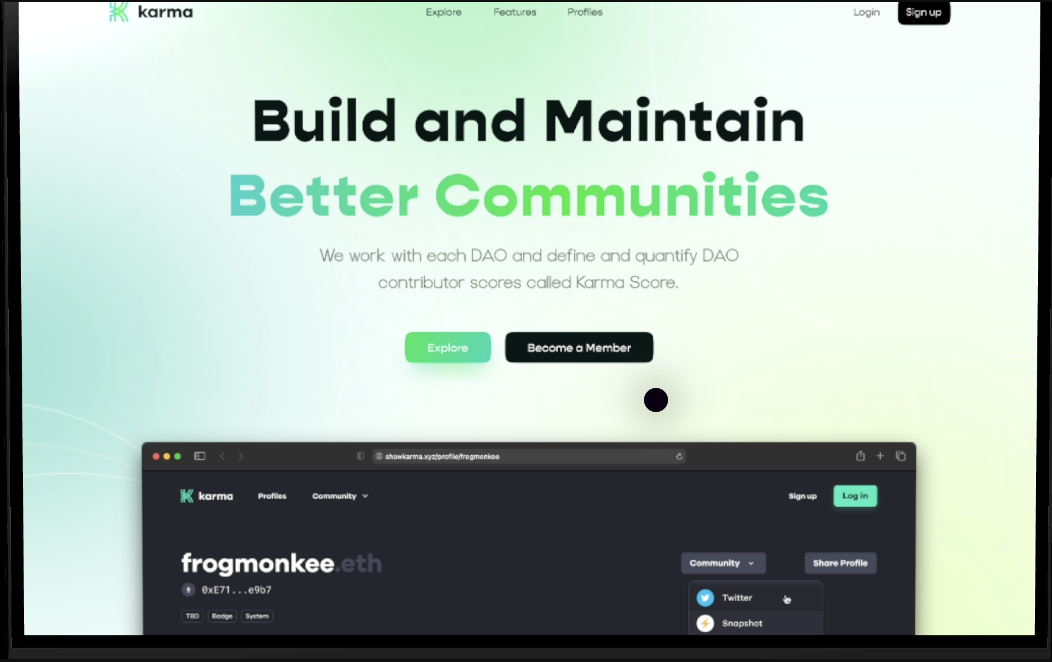 karma
Explore Features Profiles
Login Sign up
Build and Maintain
Better Communities
We work with each DAO and define and quantify DAO
contributor scores called Karma Score.
Explore Become a Member
showkarma.xyz/profile/frogmonkee
karma Profiles Community
Sign up Log in
frogmonkee.eth
Community Share Profile
0xE71...e9b7
Twitter
TBD Badge System
Snapshot